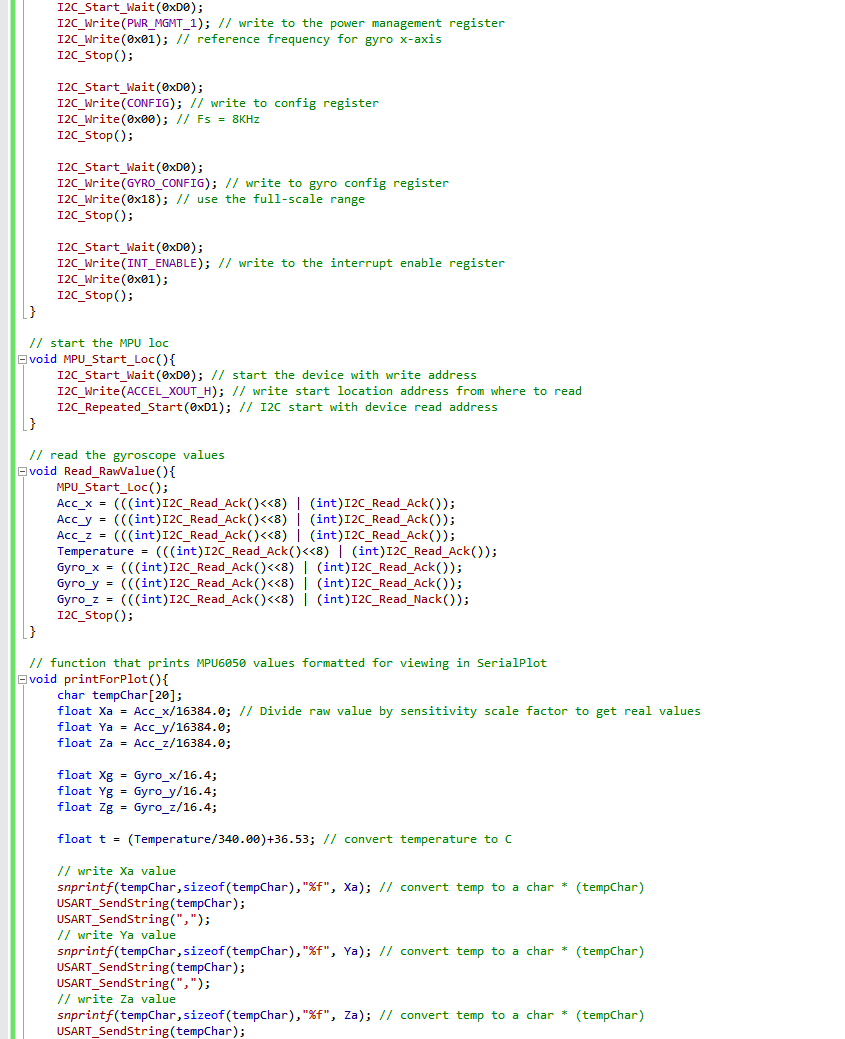 I2C_Start_Wait(0xD0);
I2C_Write(PWR_MGMT_1); // write to the power management register
I2C_Write(0x01); // reference frequency for gyro x-axis
I2C_Stop();
I2C_Start_Wait(0xD0);
I2C_Write(CONFIG); // write to config register
I2C_Write(0x00); // Fs = 8KHz
I2C_Stop();
I2C_Start_Wait(0xD0);
I2C_Write(GYRO_CONFIG); // write to gyro config register
I2C_Write(0x18); // use the full-scale range
I2C_Stop();
I2C_Start_Wait(0xD0);
I2C_Write(INT_ENABLE); // write to the interrupt enable register
I2C_Write(0x01);
I2C_Stop();
}
// start the MPU loc
void MPU_Start_Loc(){
I2C_Start_Wait(0xD0); // start the device with write address
I2C_Write(ACCEL_XOUT_H); // write start location address from where to read
I2C_Repeated_Start(0xD1); // I2C start with device read address
}
// read the gyroscope values
void Read_RawValue(){
MPU_Start_Loc();
Acc_x = (((int)I2C_Read_Ack()<<8) | (int)I2C_Read_Ack());
Acc_y = (((int)I2C_Read_Ack()<<8) | (int)I2C_Read_Ack());
Acc_z = (((int)I2C_Read_Ack()<<8) | (int)I2C_Read_Ack());
Temperature = (((int)I2C_Read_Ack()<<8) | (int)I2C_Read_Ack());
Gyro_x = (((int)I2C_Read_Ack()<<8) | (int)I2C_Read_Ack());
Gyro_y = (((int)I2C_Read_Ack()<<8) | (int)I2C_Read_Ack());
Gyro_z = (((int)I2C_Read_Ack()<<8) | (int)I2C_Read_Nack());
I2C_Stop();
}
// function that prints MPU6050 values formatted for viewing in SerialPlot
void printForPlot(){
char tempChar[20];
float Xa = Acc_x/16384.0; // Divide raw value by sensitivity scale factor to get real values
float Ya = Acc_y/16384.0;
float Za = Acc_z/16384.0;
float Xg = Gyro_x/16.4;
float Yg = Gyro_y/16.4;
float Zg = Gyro_z/16.4;
float t = (Temperature/340.00)+36.53; // convert temperature to C
// write Xa value
snprintf(tempChar,sizeof(tempChar),"%f", Xa); // convert temp to a char * (tempChar)
USART_SendString(tempChar);
USART_SendString(",");
// write Ya value
snprintf(tempChar,sizeof(tempChar),"%f", Ya); // convert temp to a char * (tempChar)
USART_SendString(tempChar);
USART_SendString(",");
// write Za value
snprintf(tempChar,sizeof(tempChar),"%f", Za); // convert temp to a char * (tempChar)
USART_SendString(tempChar);